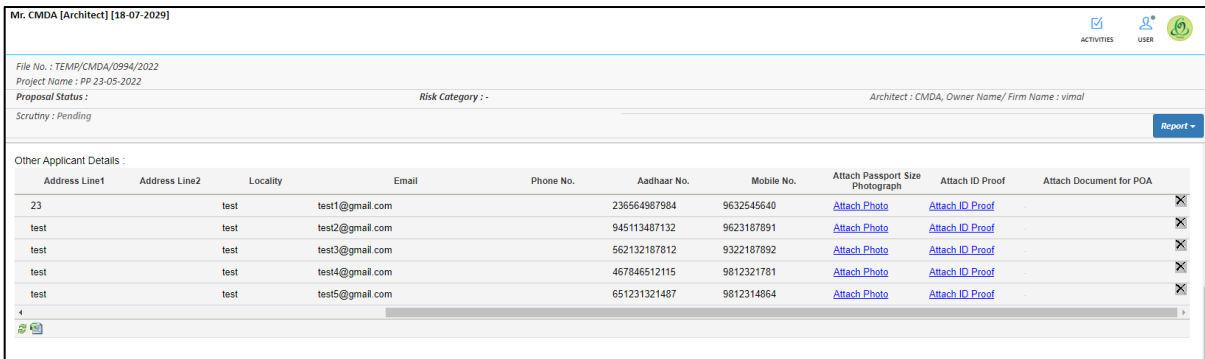 Mr. CMDA [Architect] [18-07-2029]
ACTIVITIES USER
File No. : TEMP/CMDA/0994/2022
Project Name : PP 23-05-2022
Proposal Status : Risk Category : - Architect : CMDA, Owner Name/ Firm Name : vimal
Scrutiny : Pending
Report
Other Applicant Details :
Address Line1 Address Line2 Locality Email Phone No. Aadhaar No. Mobile No. Attach Passport Size Photograph Attach ID Proof Attach Document for POA
23 test test1@gmail.com 236564987984 9632545640 Attach Photo Attach ID Proof
test test test2@gmail.com 945113487132 9623187891 Attach Photo Attach ID Proof
test test test3@gmail.com 562132187812 9322187892 Attach Photo Attach ID Proof
test test test4@gmail.com 467846512115 9812321781 Attach Photo Attach ID Proof
test test test5@gmail.com 651231321487 9812314864 Attach Photo Attach ID Proof